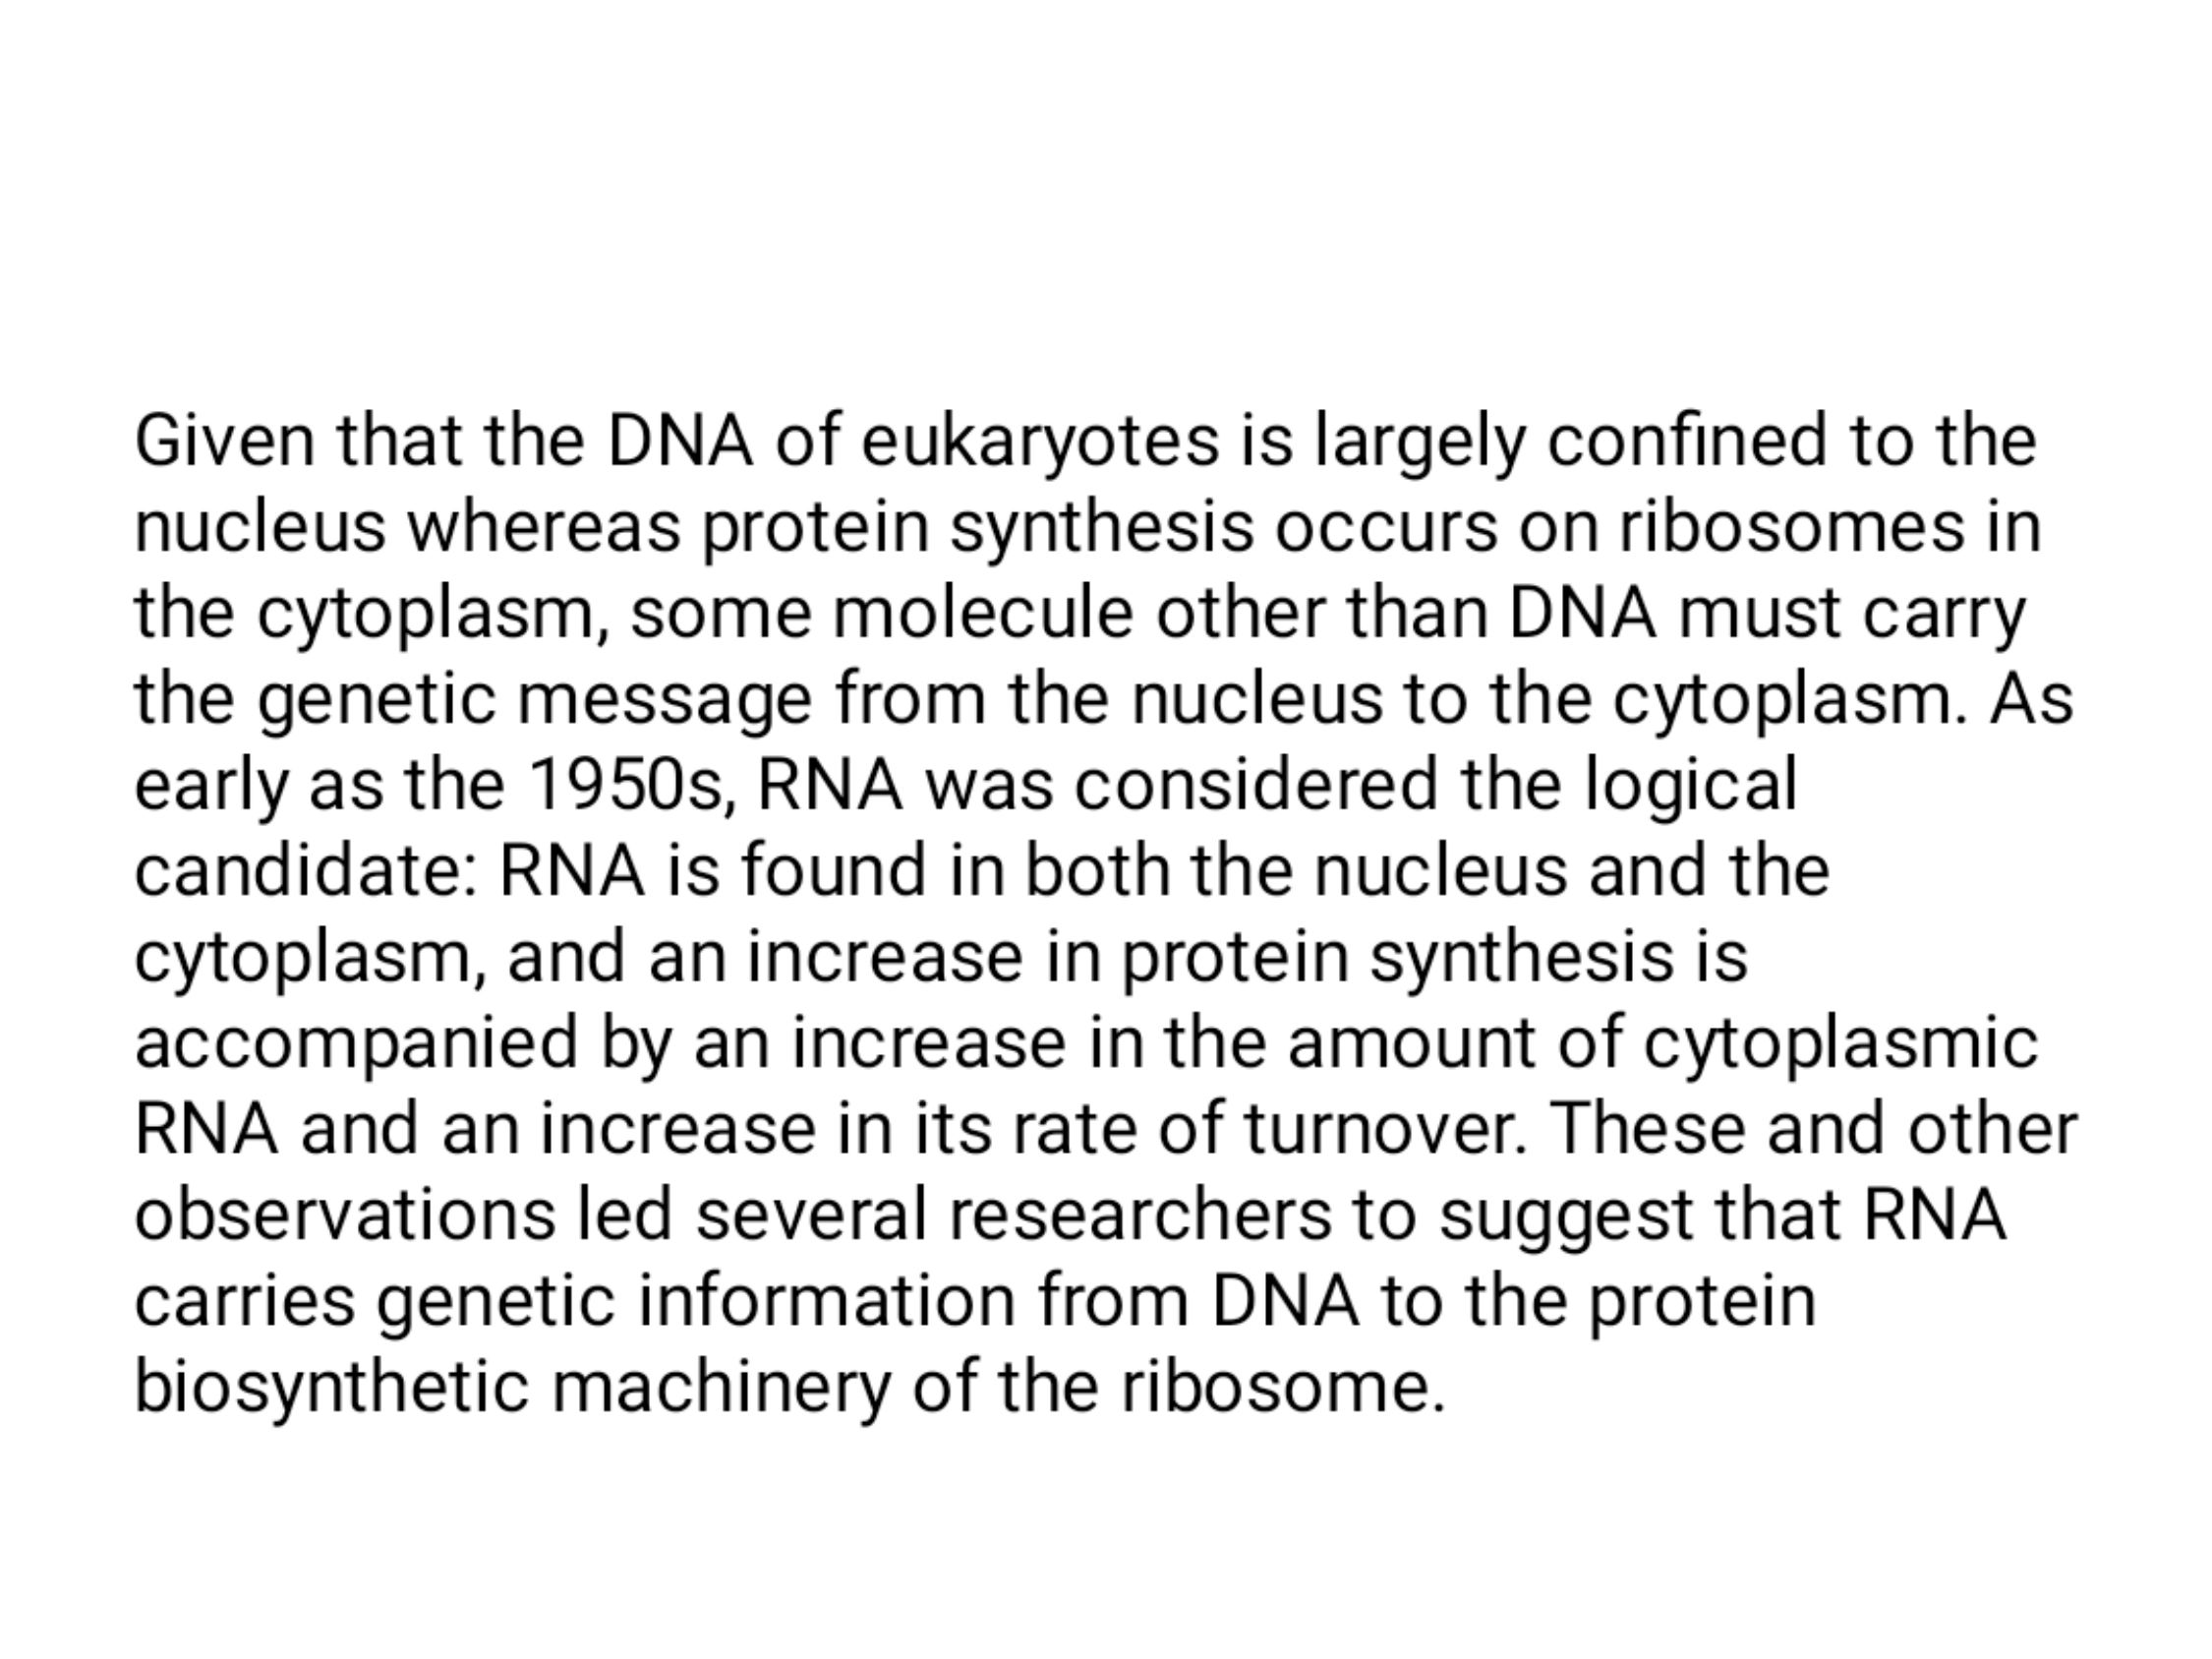 Given that the DNA of eukaryotes is largely confined to the
nucleus whereas protein synthesis occurs on ribosomes in
the cytoplasm, some molecule other than DNA must carry
the genetic message from the nucleus to the cytoplasm. As
early as the 1950s, RNA was considered the logical
candidate: RNA is found in both the nucleus and the
cytoplasm, and an increase in protein synthesis is
accompanied by an increase in the amount of cytoplasmic
RNA and an increase in its rate of turnover. These and other
observations led several researchers to suggest that RNA
carries genetic information from DNA to the protein
biosynthetic machinery of the ribosome.